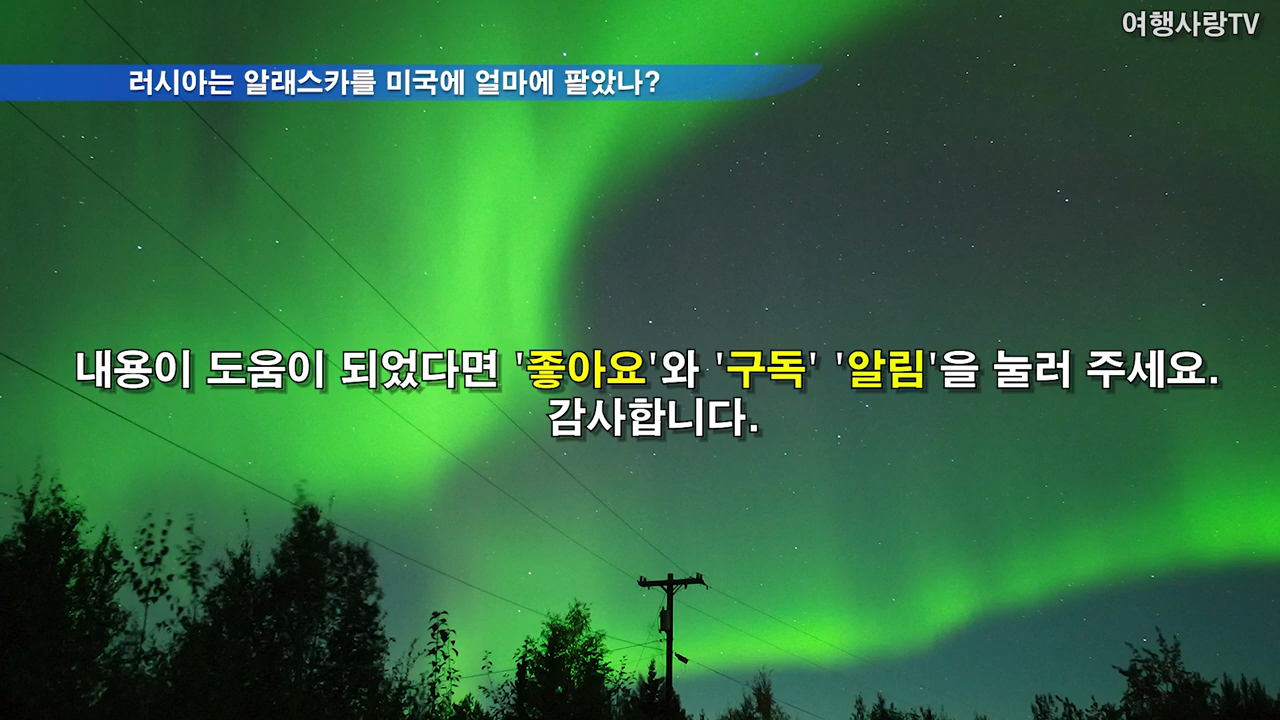 여행사랑TV
러시아는 알래스카를 미국에 얼마에 팔았나?
내용이 도움이 되었다면 '좋아요'와 '구독' '알림'을 눌러 주세요.
감사합니다.